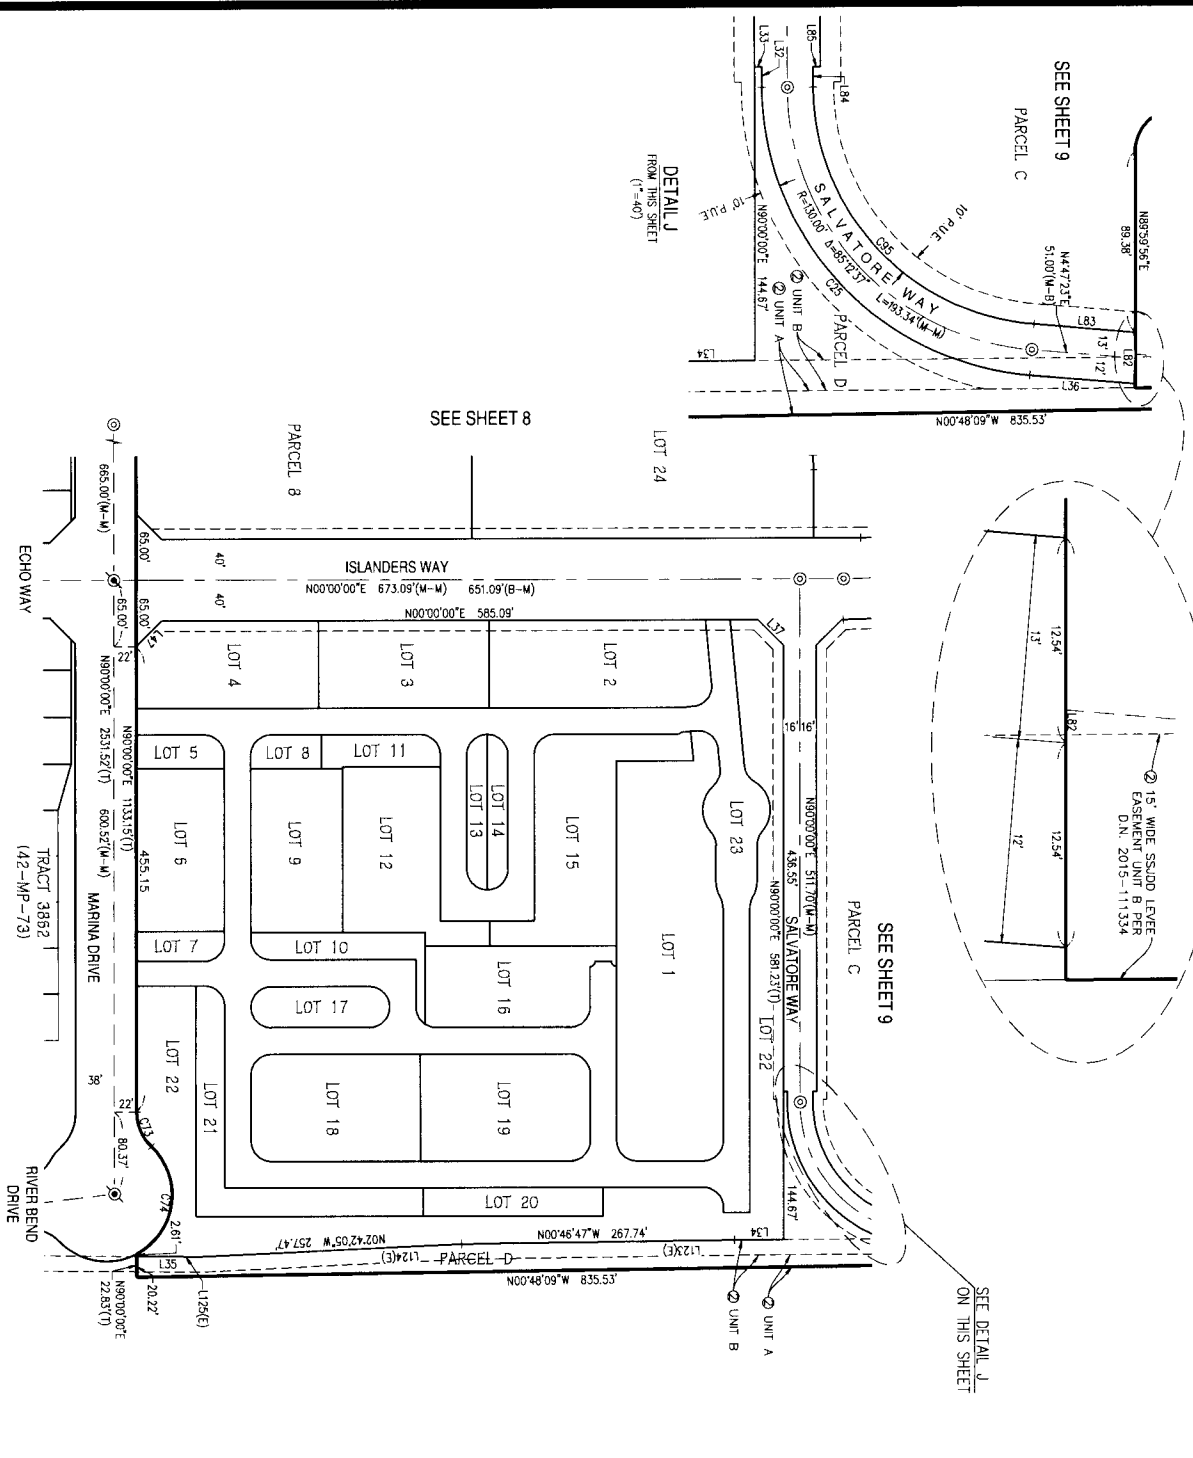 L33
L32
L85
L84
SEE SHEET 9
PARCEL C
10' P.U.E.
10' P.U.E.
DETAIL J
FROM THIS SHEET
(1"=40')
SALVATORE WAY
R=130.00' Δ=85°12'37" L=193.34'(M-M)
C95
C25
N90°00'00"E 144.67'
② UNIT B
② UNIT A
PARCEL D
L34
N4°47'23"E
51.00'(M-B)
N89°59'56"E
89.38'
L83
L82
13'
12'
L36
N00°48'09"W 835.53'
12.54'
13'
L82
12.54'
12'
② 15' WIDE SSJDD LEVEE
EASEMENT UNIT B PER
D.N. 2015-111334
SEE SHEET 8
PARCEL 8
LOT 24
665.00'(M-M)
65.00'
65.00'
65.00'
ECHO WAY
40'
40'
ISLANDERS WAY
N00°00'00"E 673.09'(M-M) 651.09'(B-M)
N00°00'00"E 585.09'
L47
22'
L37
LOT 4
LOT 3
LOT 2
16'
16'
LOT 5
LOT 8
LOT 11
LOT 14
LOT 13
LOT 15
LOT 23
LOT 6
LOT 9
LOT 12
LOT 1
LOT 7
LOT 10
LOT 16
LOT 17
LOT 22
LOT 21
LOT 18
LOT 19
LOT 20
LOT 22
N90°00'00"E 2531.52'(T) 600.52'(M-M)
N90°00'00"E 1133.15'(T)
455.15
MARINA DRIVE
TRACT 3862
(42-MP-73)
N90°00'00"E 511.70'(M-M)
436.55'
SALVATORE WAY
N90°00'00"E 581.23'(T)
PARCEL C
SEE SHEET 9
38'
22'
C73
80.37'
C74
2.61'
RIVER BEND
DRIVE
L35
L125(E)
20.22'
N90°00'00"E
22.83'(T)
N02°42'05"W 257.47'
L124(E)
PARCEL D
N00°46'47"W 267.74'
L123(E)
L34
144.67'
N00°48'09"W 835.53'
② UNIT B
② UNIT A
SEE DETAIL J
ON THIS SHEET